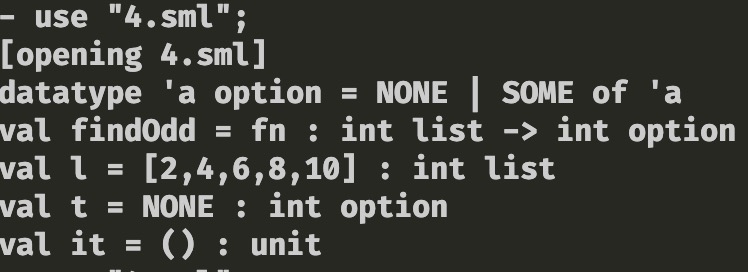 - use "4.sml";
[opening 4.sml]
datatype 'a option = NONE | SOME of 'a
val findOdd = fn : int list -> int option
val l = [2,4,6,8,10] : int list
val t = NONE : int option
val it = () : unit